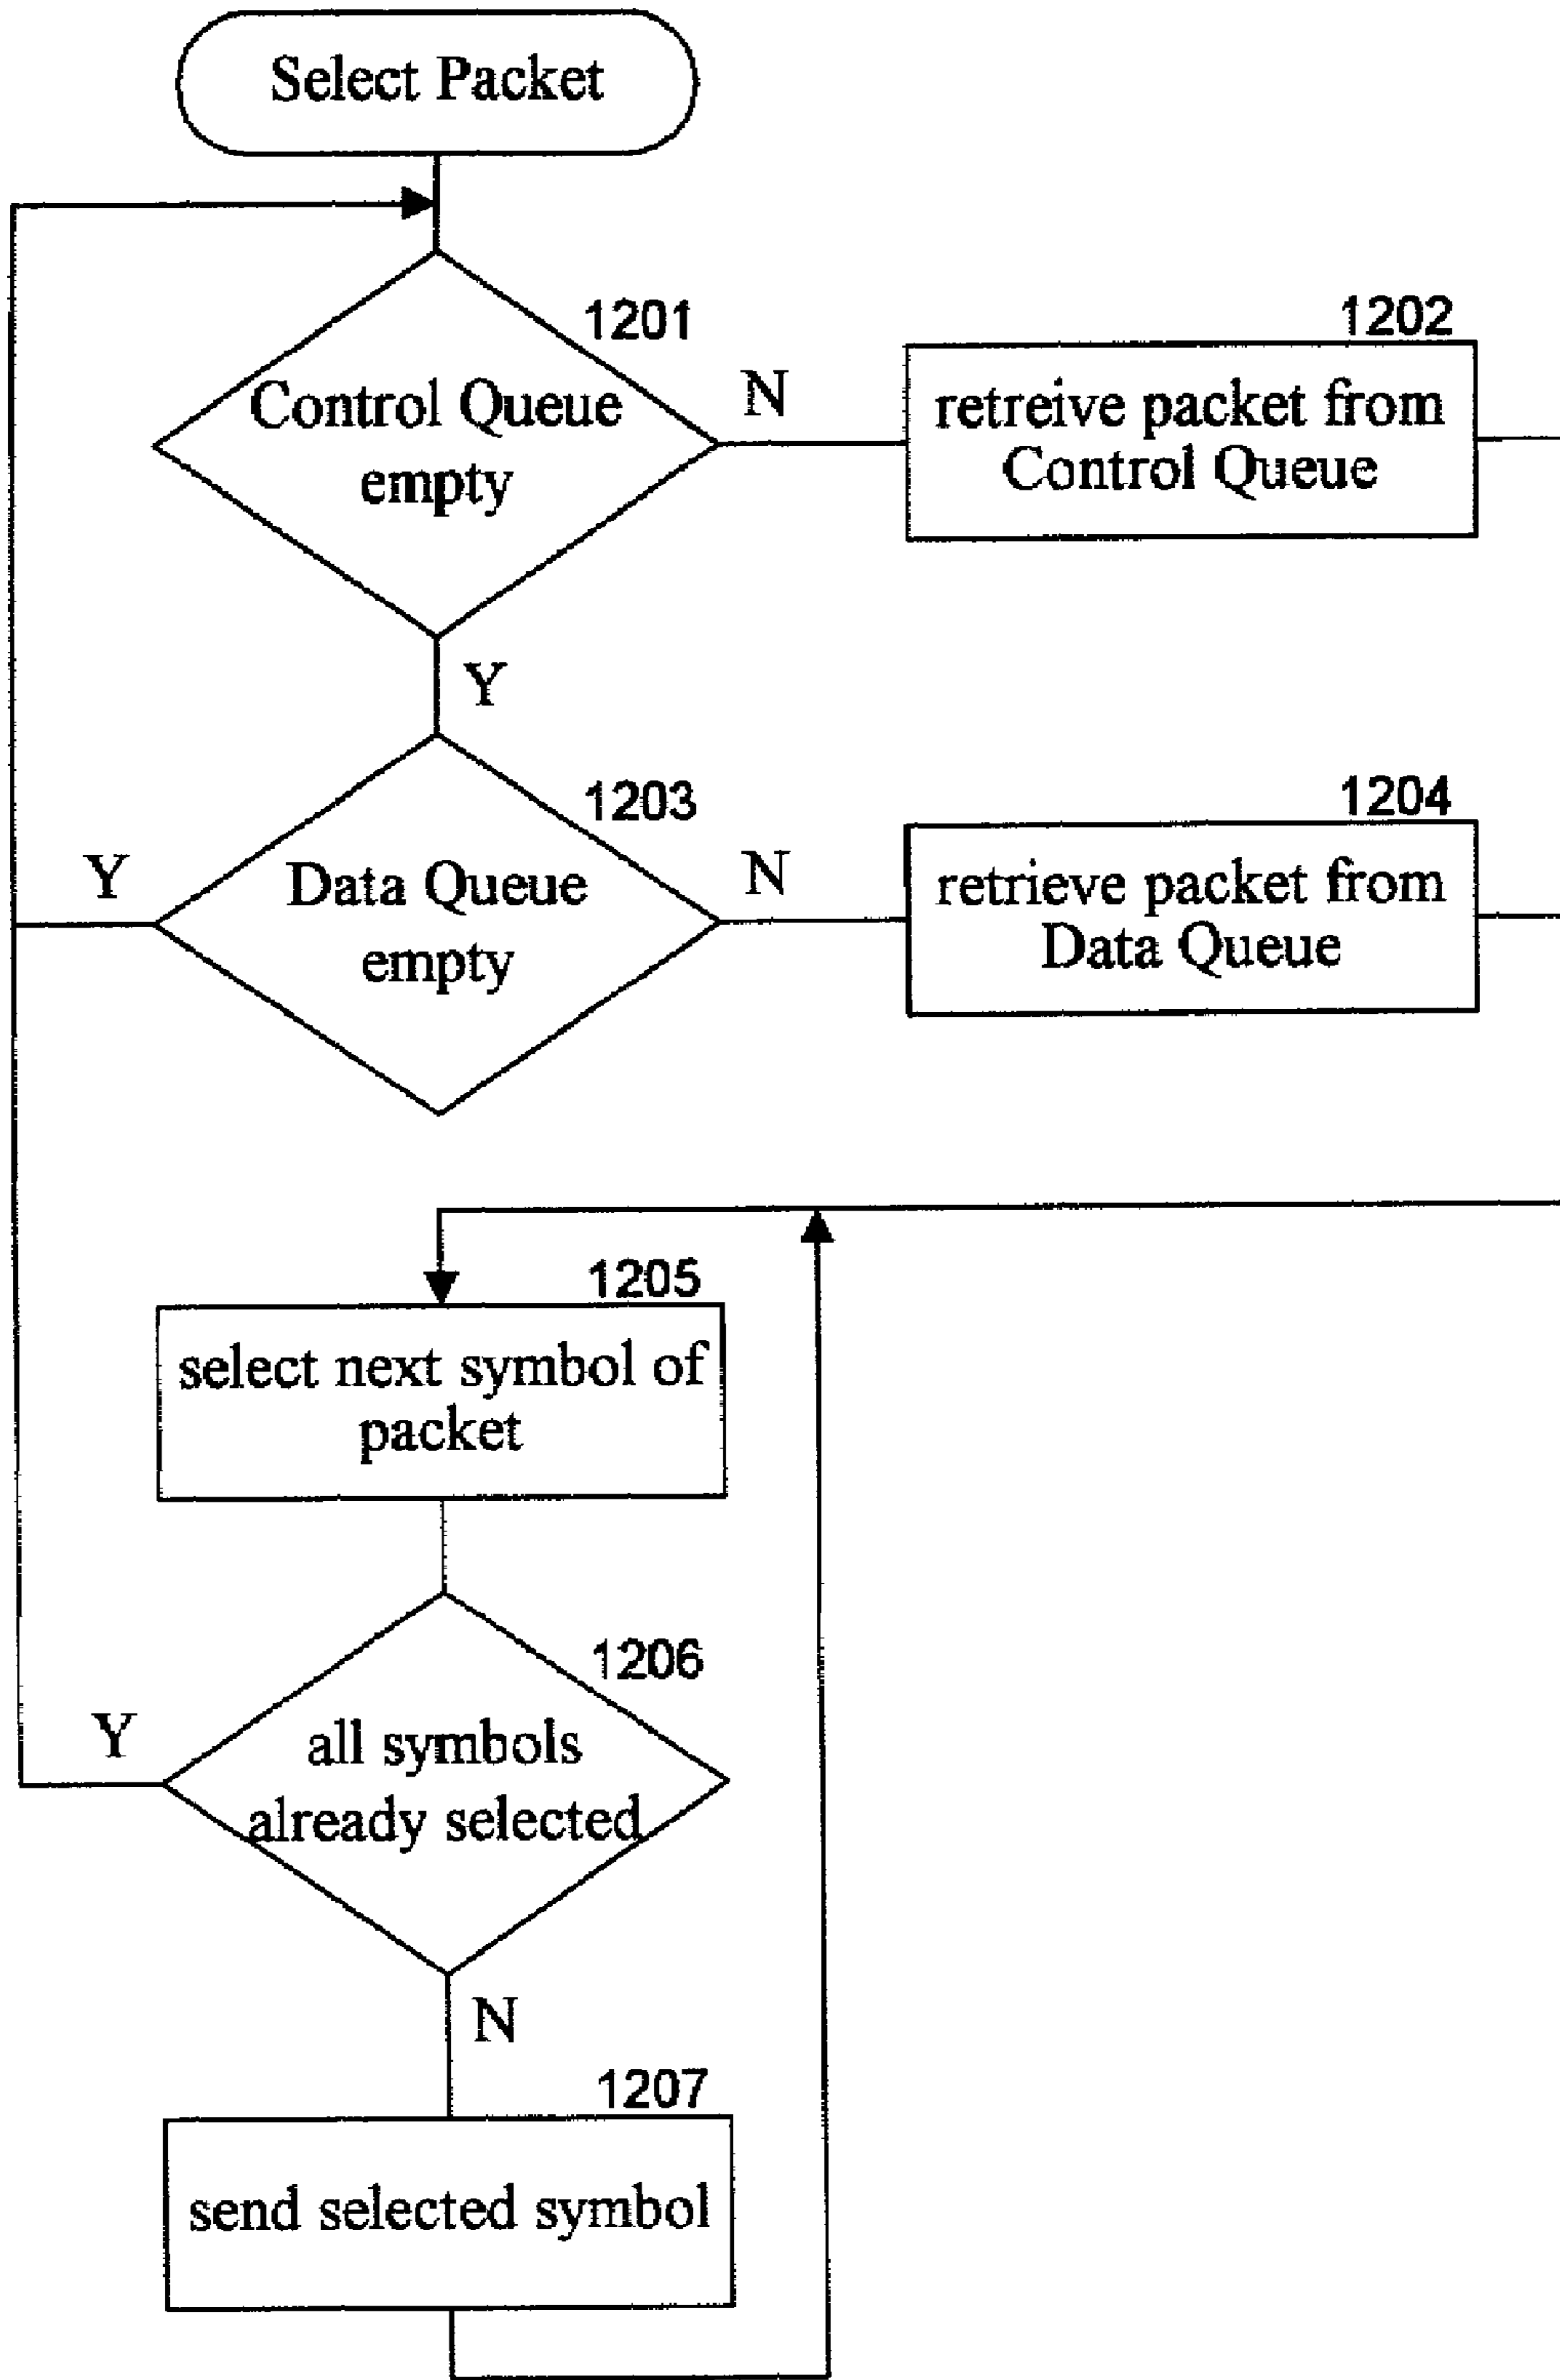 Select Packet
1201
Control Queue
empty
N
1202
retreive packet from
Control Queue
Y
1203
Data Queue
empty
Y
N
1204
retrieve packet from
Data Queue
1205
select next symbol of
packet
1206
all symbols
already selected
Y
N
1207
send selected symbol